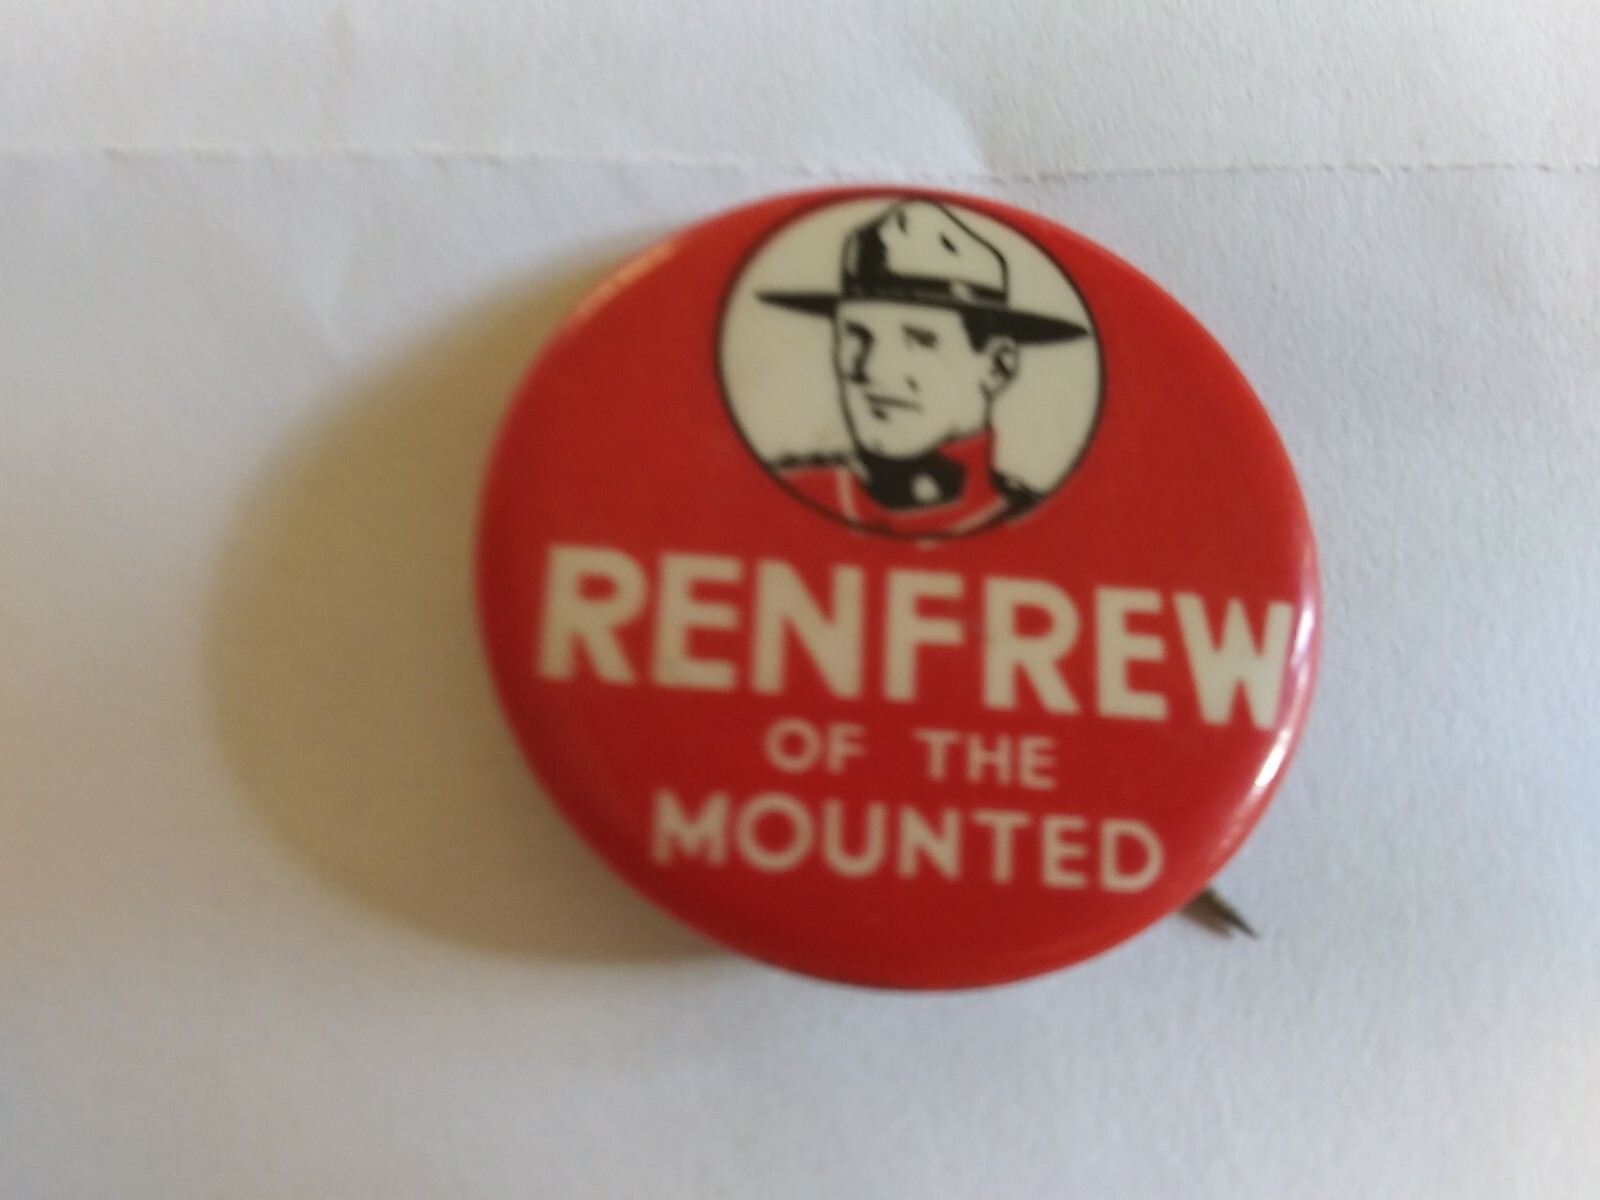 RENFREW
OF THE
MOUNTED